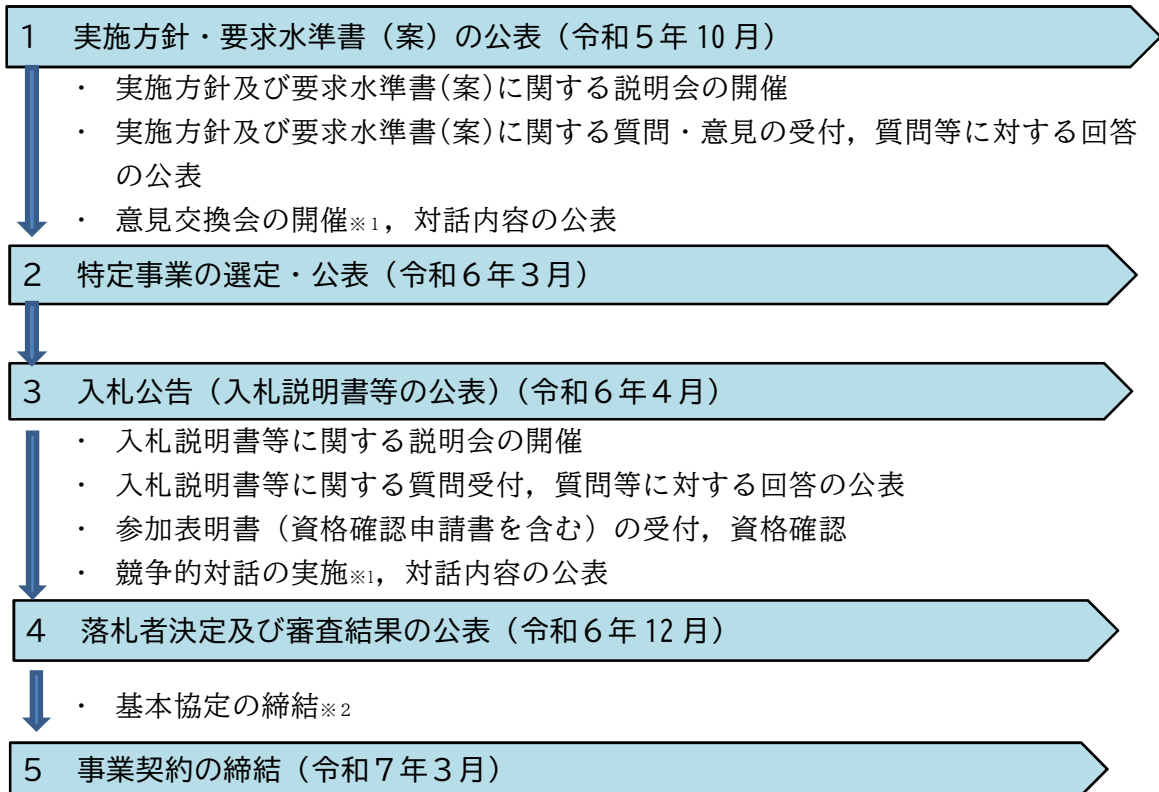 １　実施方針・要求水準書（案）の公表（令和５年 10 月）
・ 実施方針及び要求水準書(案)に関する説明会の開催
・ 実施方針及び要求水準書(案)に関する質問・意見の受付，質問等に対する回答
の公表
・ 意見交換会の開催※1，対話内容の公表
２　特定事業の選定・公表（令和６年３月）
３　入札公告（入札説明書等の公表）（令和６年４月）
・ 入札説明書等に関する説明会の開催
・ 入札説明書等に関する質問受付，質問等に対する回答の公表
・ 参加表明書（資格確認申請書を含む）の受付，資格確認
・ 競争的対話の実施※1，対話内容の公表
４　落札者決定及び審査結果の公表（令和６年 12 月）
・ 基本協定の締結※2
５　事業契約の締結（令和７年３月）